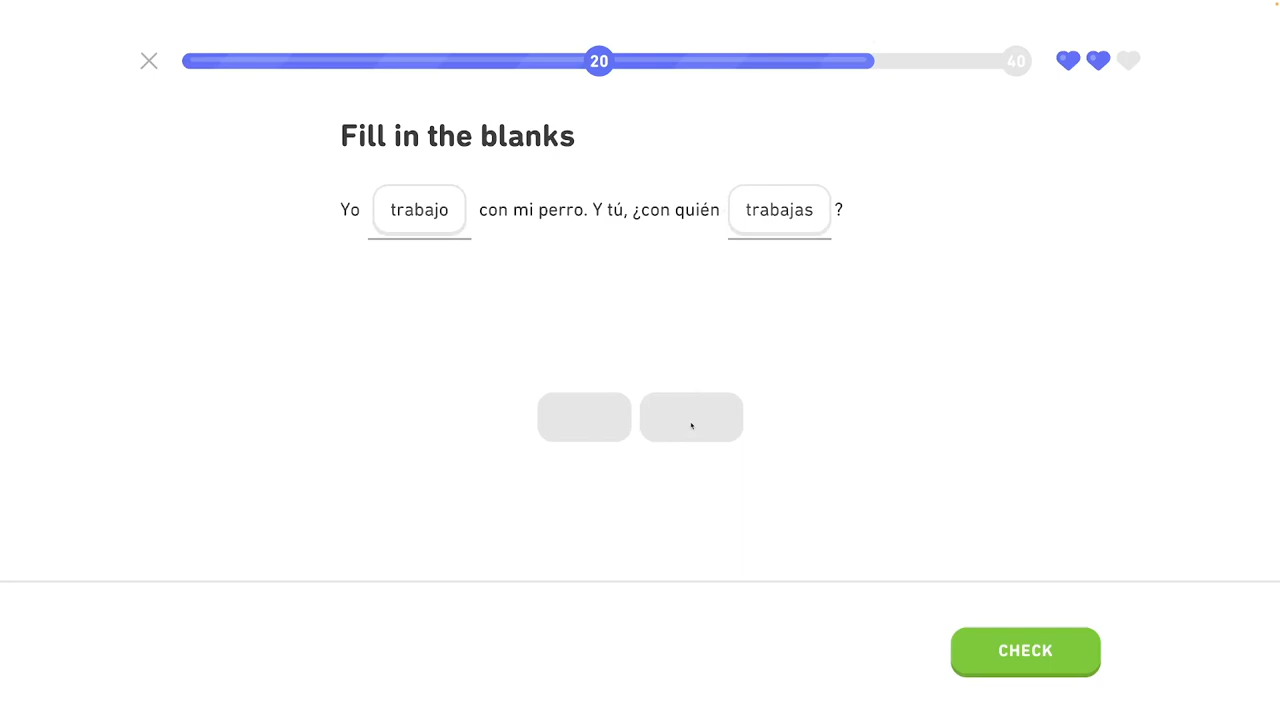 20
40
Fill in the blanks
Yo trabajo con mi perro. Y tú, ¿con quién trabajas ?
CHECK